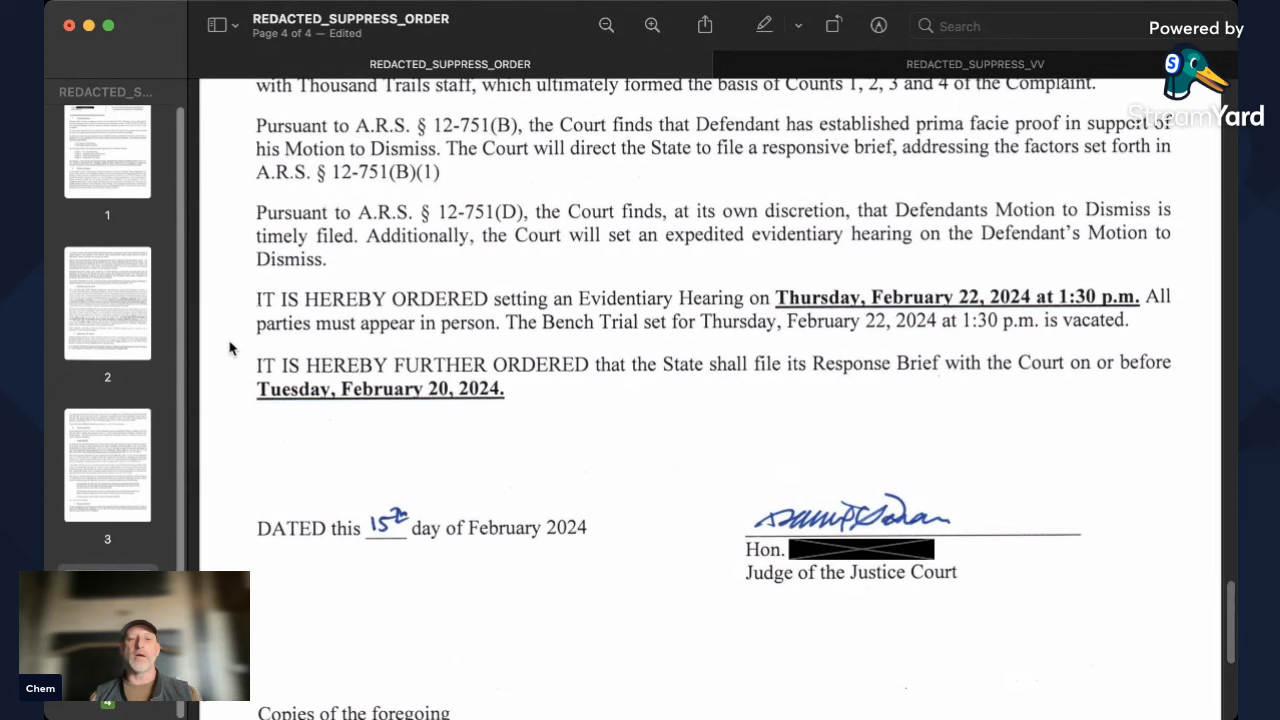 REDACTED_SUPPRESS_ORDER
Page 4 of 4 — Edited
Search
Powered by
StreamYard
REDACTED_SUPPRESS_ORDER
REDACTED_SUPPRESS_VV
REDACTED_S...
1
2
3
4
with Thousand Trails staff, which ultimately formed the basis of Counts 1, 2, 3 and 4 of the Complaint.
Pursuant to A.R.S. § 12-751(B), the Court finds that Defendant has established prima facie proof in support of
his Motion to Dismiss. The Court will direct the State to file a responsive brief, addressing the factors set forth in
A.R.S. § 12-751(B)(1)
Pursuant to A.R.S. § 12-751(D), the Court finds, at its own discretion, that Defendants Motion to Dismiss is
timely filed. Additionally, the Court will set an expedited evidentiary hearing on the Defendant's Motion to
Dismiss.
IT IS HEREBY ORDERED setting an Evidentiary Hearing on Thursday, February 22, 2024 at 1:30 p.m. All
parties must appear in person. The Bench Trial set for Thursday, February 22, 2024 at 1:30 p.m. is vacated.
IT IS HEREBY FURTHER ORDERED that the State shall file its Response Brief with the Court on or before
Tuesday, February 20, 2024.
DATED this 15th day of February 2024
Hon.
Judge of the Justice Court
Copies of the foregoing
Chem